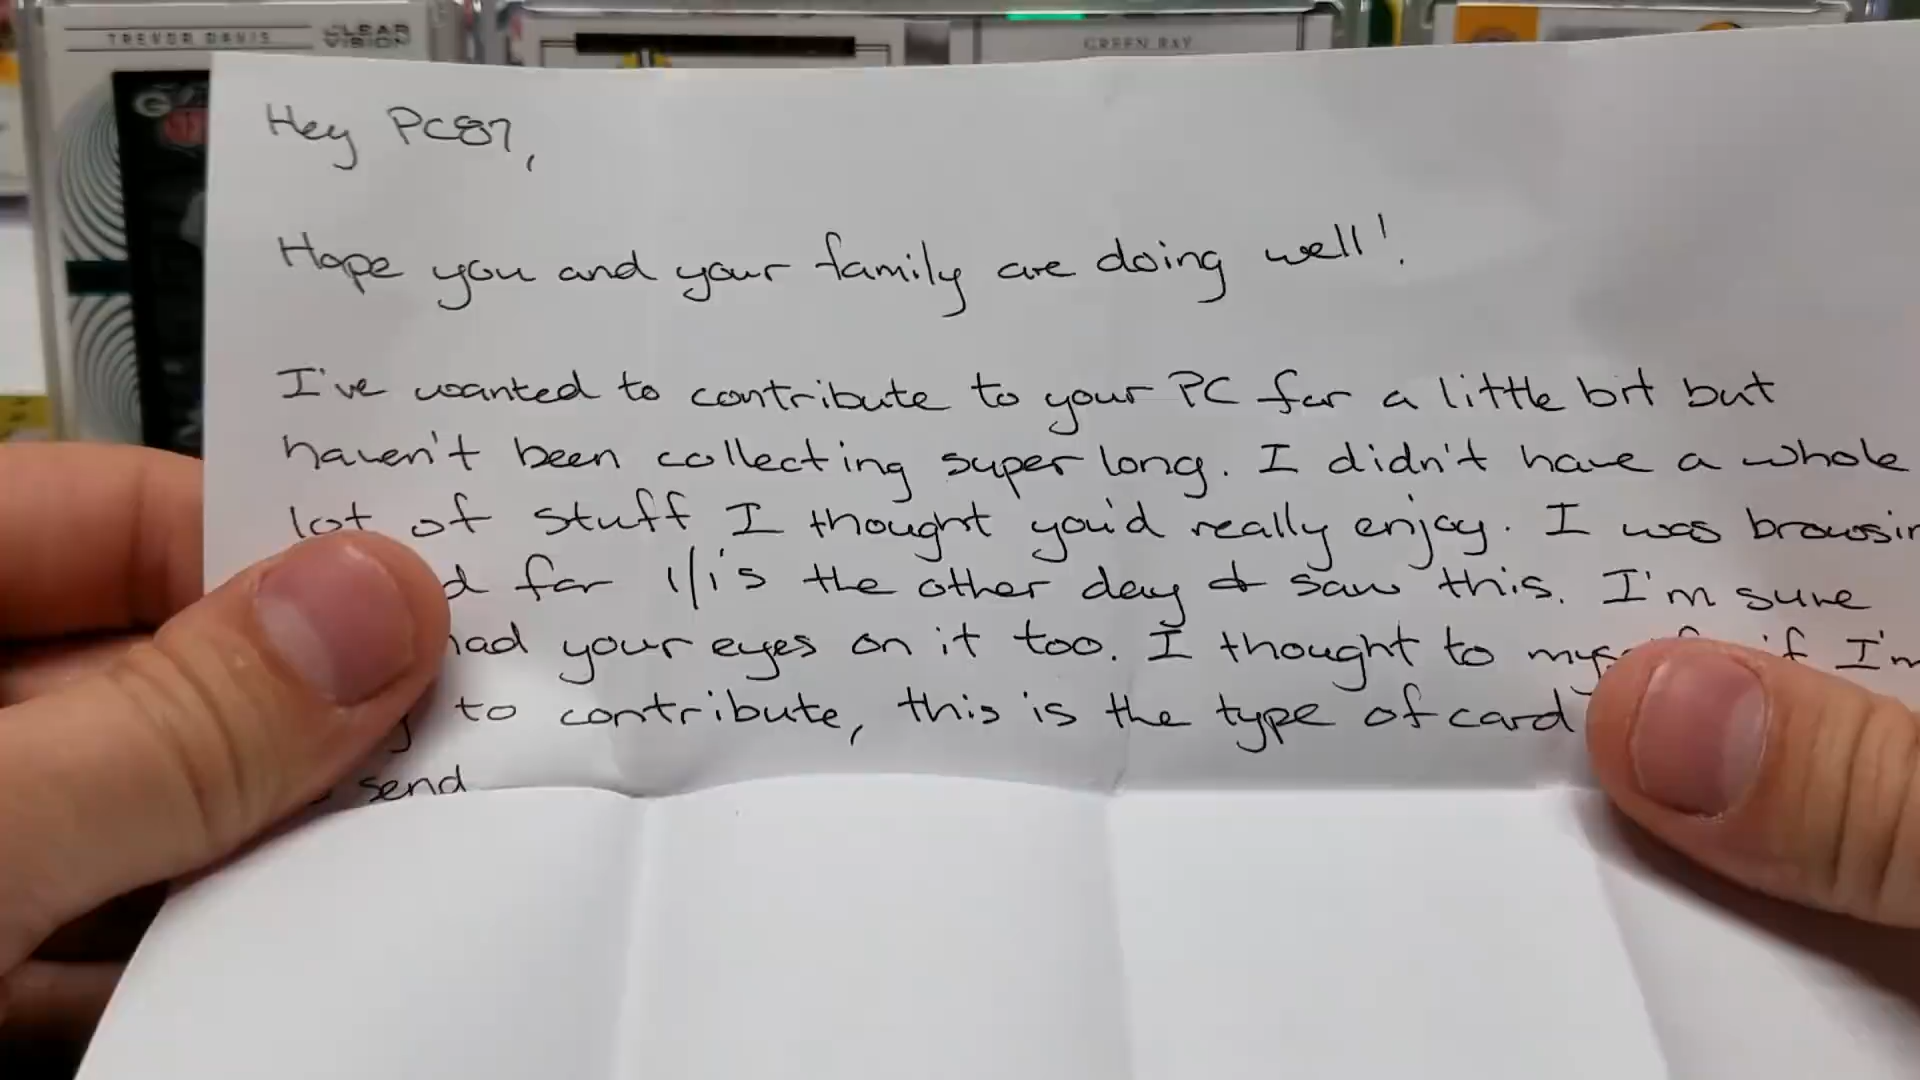 TREVOR DAVIS
CLEAR VISION
GREEN BAY
Hey PC87,
Hope you and your family are doing well!
I've wanted to contribute to your PC for a little bit but
haven't been collecting super long. I didn't have a whole
lot of stuff I thought you'd really enjoy. I was
for 1/1's the other day & saw this. I'm sure
had your eyes on it too. I thought to if
to contribute, this is the type of card
send